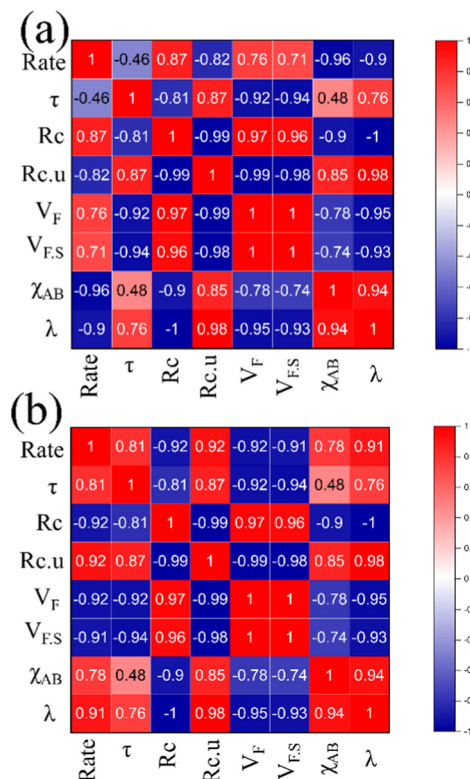 (a)
Rate 1 -0.46 0.87 -0.82 0.76 0.71 -0.96 -0.9
τ -0.46 1 -0.81 0.87 -0.92 -0.94 0.48 0.76
Rc 0.87 -0.81 1 -0.99 0.97 0.96 -0.9 -1
Rc.u -0.82 0.87 -0.99 1 -0.99 -0.98 0.85 0.98
V_F 0.76 -0.92 0.97 -0.99 1 1 -0.78 -0.95
V_F.S 0.71 -0.94 0.96 -0.98 1 1 -0.74 -0.93
χ_AB -0.96 0.48 -0.9 0.85 -0.78 -0.74 1 0.94
λ -0.9 0.76 -1 0.98 -0.95 -0.93 0.94 1
Rate τ Rc Rc.u V_F V_F.S χ_AB λ
(b)
Rate 1 0.81 -0.92 0.92 -0.92 -0.91 0.78 0.91
τ 0.81 1 -0.81 0.87 -0.92 -0.94 0.48 0.76
Rc -0.92 -0.81 1 -0.99 0.97 0.96 -0.9 -1
Rc.u 0.92 0.87 -0.99 1 -0.99 -0.98 0.85 0.98
V_F -0.92 -0.92 0.97 -0.99 1 1 -0.78 -0.95
V_F.S -0.91 -0.94 0.96 -0.98 1 1 -0.74 -0.93
χ_AB 0.78 0.48 -0.9 0.85 -0.78 -0.74 1 0.94
λ 0.91 0.76 -1 0.98 -0.95 -0.93 0.94 1
Rate τ Rc Rc.u V_F V_F.S χ_AB λ